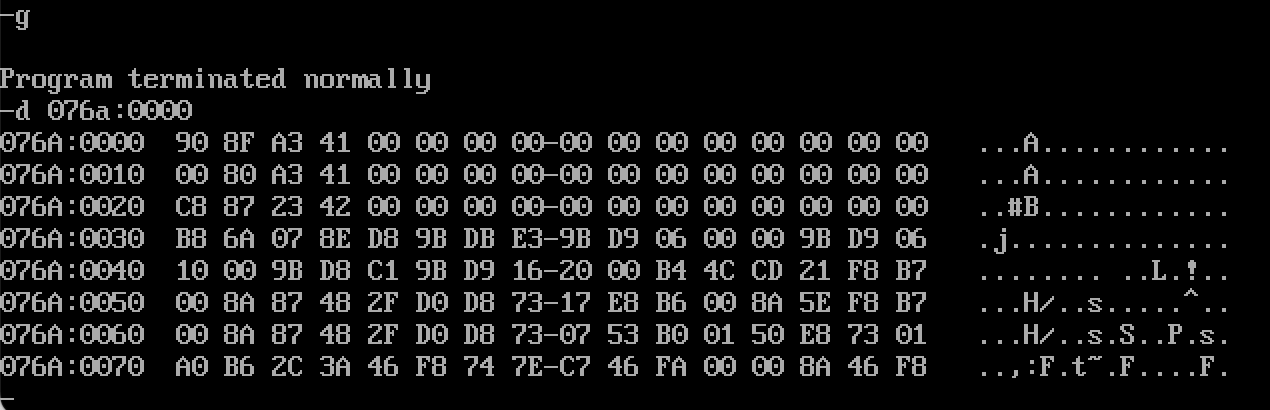 -g
Program terminated normally
-d 076a:0000
076A:0000  90 8F A3 41 00 00 00 00-00 00 00 00 00 00 00 00   ...A............
076A:0010  00 80 A3 41 00 00 00 00-00 00 00 00 00 00 00 00   ...A............
076A:0020  C8 87 23 42 00 00 00 00-00 00 00 00 00 00 00 00   ..#B............
076A:0030  B8 6A 07 8E D8 9B DB E3-9B D9 06 00 00 9B D9 06   .j..............
076A:0040  10 00 9B D8 C1 9B D9 16-20 00 B4 4C CD 21 F8 B7   ........ ..L.!..
076A:0050  00 8A 87 48 2F D0 D8 73-17 E8 B6 00 8A 5E F8 B7   ...H/..s.....^..
076A:0060  00 8A 87 48 2F D0 D8 73-07 53 B0 01 50 E8 73 01   ...H/..s.S..P.s.
076A:0070  A0 B6 2C 3A 46 F8 74 7E-C7 46 FA 00 00 8A 46 F8   ..,:F.t~.F....F.
-